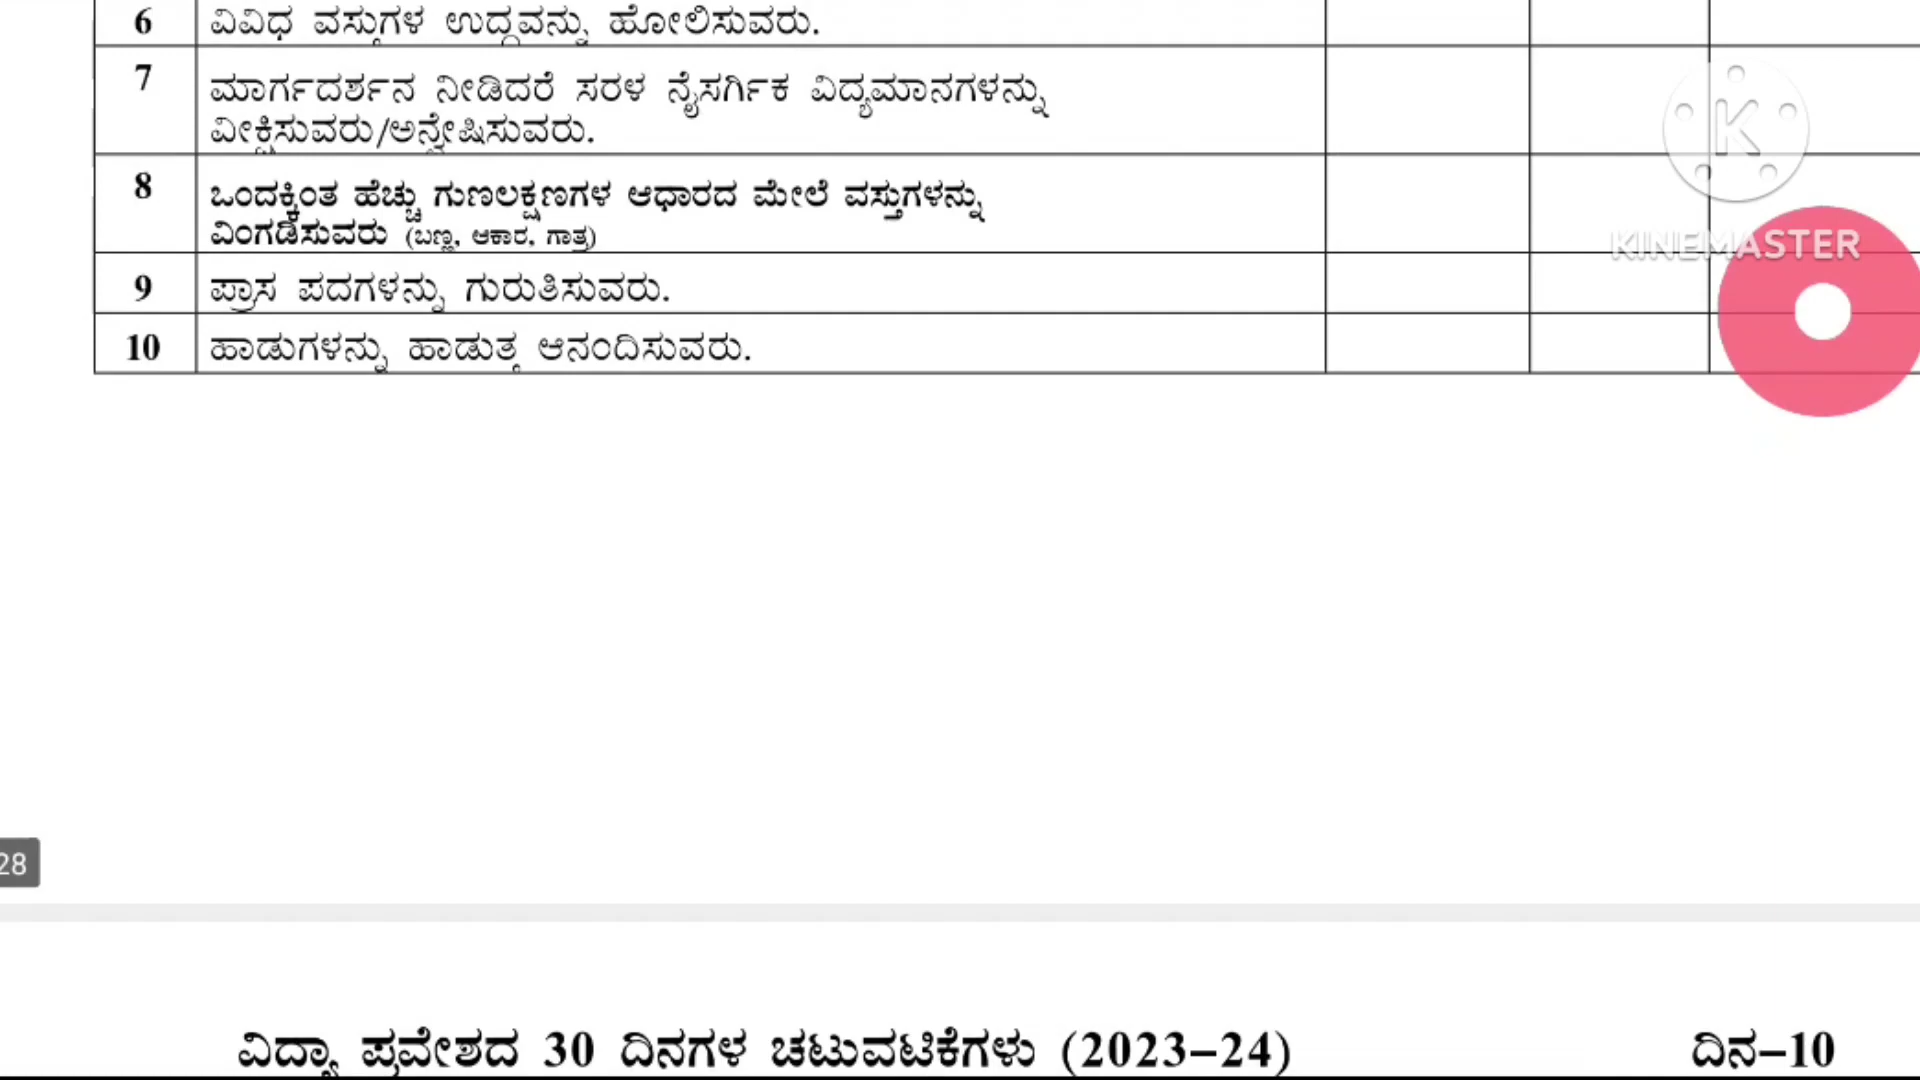 6 ವಿವಿಧ ವಸ್ತುಗಳ ಉದ್ದವನ್ನು ಹೋಲಿಸುವರು.
7 ಮಾರ್ಗದರ್ಶನ ನೀಡಿದರೆ ಸರಳ ನೈಸರ್ಗಿಕ ವಿದ್ಯಮಾನಗಳನ್ನು
ವೀಕ್ಷಿಸುವರು/ಅನ್ವೇಷಿಸುವರು.
8 ಒಂದಕ್ಕಿಂತ ಹೆಚ್ಚು ಗುಣಲಕ್ಷಣಗಳ ಆಧಾರದ ಮೇಲೆ ವಸ್ತುಗಳನ್ನು
ವಿಂಗಡಿಸುವರು (ಬಣ್ಣ, ಆಕಾರ, ಗಾತ್ರ)
K
KINEMASTER
9 ಪ್ರಾಸ ಪದಗಳನ್ನು ಗುರುತಿಸುವರು.
10 ಹಾಡುಗಳನ್ನು ಹಾಡುತ್ತ ಆನಂದಿಸುವರು.
28
ವಿದ್ಯಾ ಪ್ರವೇಶದ 30 ದಿನಗಳ ಚಟುವಟಿಕೆಗಳು (2023–24) ದಿನ–10